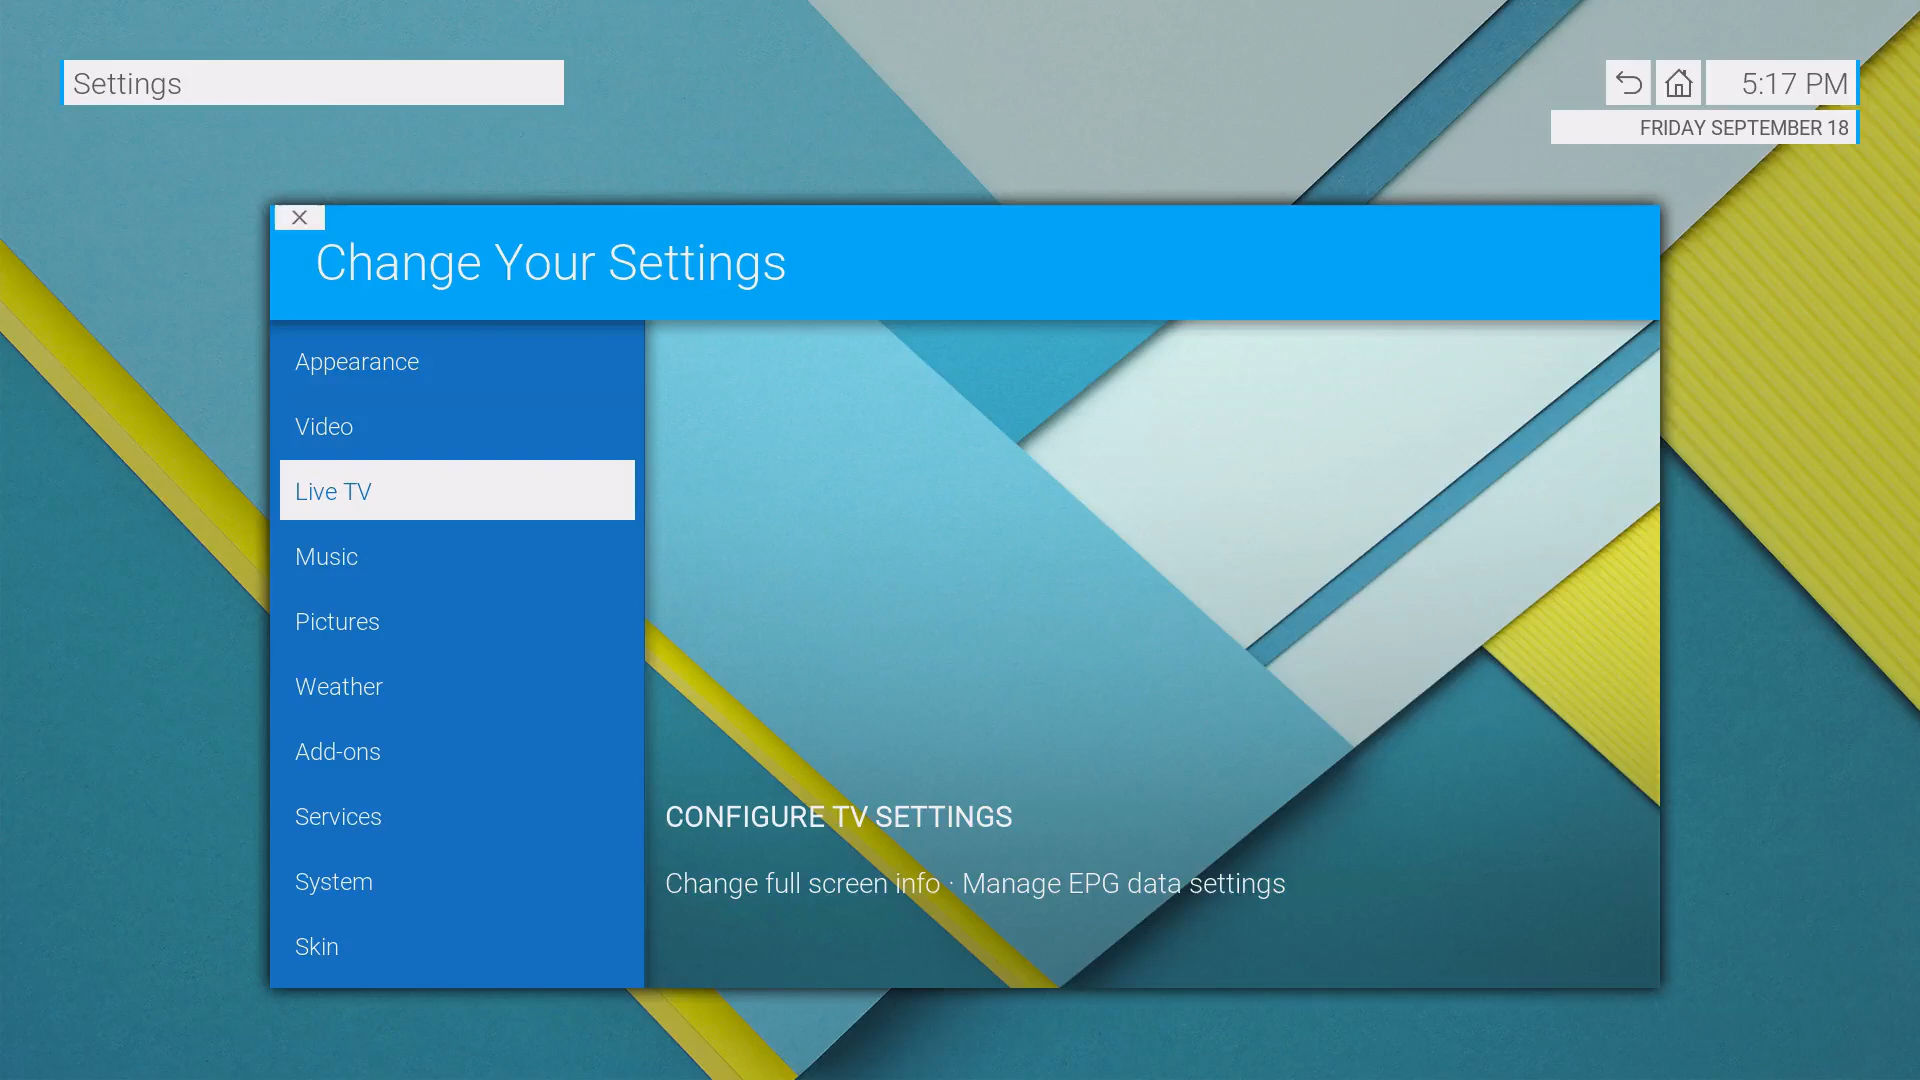 Settings
5:17 PM
FRIDAY SEPTEMBER 18
Change Your Settings
Appearance
Video
Live TV
Music
Pictures
Weather
Add-ons
Services
System
Skin
CONFIGURE TV SETTINGS
Change full screen info · Manage EPG data settings